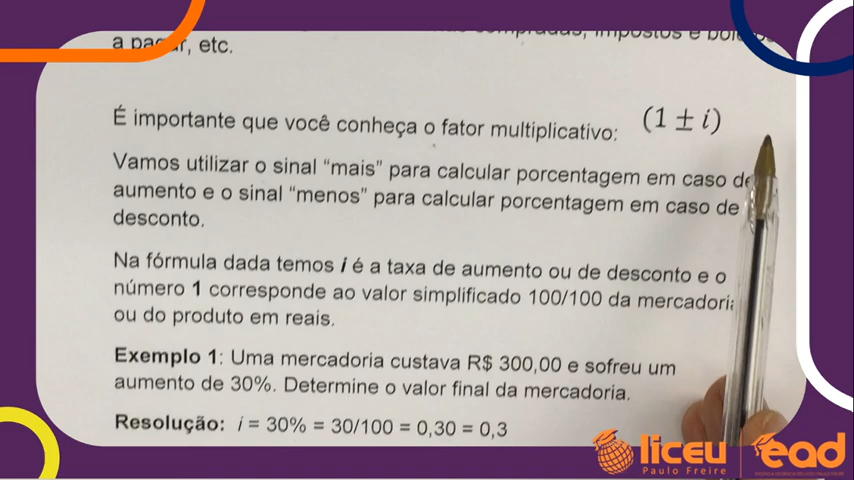 compradas, impostos e
a pagar, etc.
É importante que você conheça o fator multiplicativo: (1 ± i)
Vamos utilizar o sinal “mais” para calcular porcentagem em caso de
aumento e o sinal “menos” para calcular porcentagem em caso de
desconto.
Na fórmula dada temos i é a taxa de aumento ou de desconto e o
número 1 corresponde ao valor simplificado 100/100 da mercadoria
ou do produto em reais.
Exemplo 1: Uma mercadoria custava R$ 300,00 e sofreu um
aumento de 30%. Determine o valor final da mercadoria.
Resolução: i = 30% = 30/100 = 0,30 = 0,3
liceu
Paulo Freire
ead